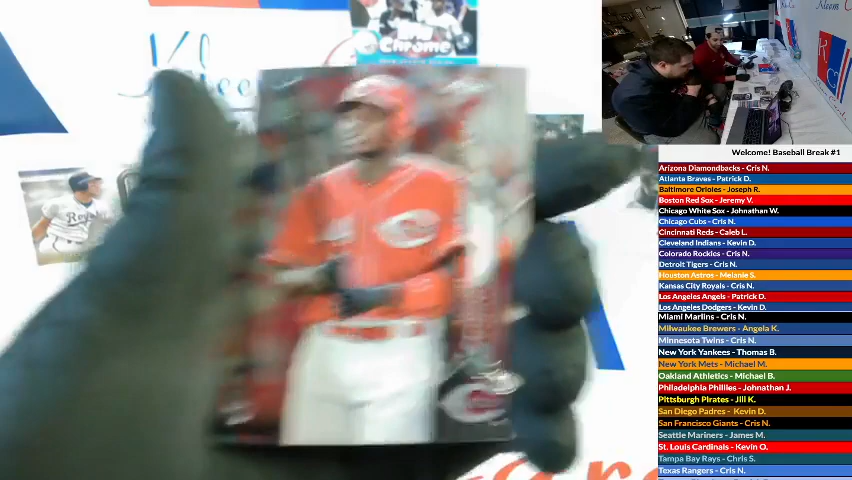 Chrome
Royals
Welcome! Baseball Break #1
Arizona Diamondbacks - Cris N.
Atlanta Braves - Patrick D.
Baltimore Orioles - Joseph R.
Boston Red Sox - Jeremy V.
Chicago White Sox - Johnathan W.
Chicago Cubs - Cris N.
Cincinnati Reds - Caleb L.
Cleveland Indians - Kevin D.
Colorado Rockies - Cris N.
Detroit Tigers - Cris N.
Houston Astros - Melanie S.
Kansas City Royals - Cris N.
Los Angeles Angels - Patrick D.
Los Angeles Dodgers - Kevin D.
Miami Marlins - Cris N.
Milwaukee Brewers - Angela K.
Minnesota Twins - Cris N.
New York Yankees - Thomas B.
New York Mets - Michael M.
Oakland Athletics - Michael B.
Philadelphia Phillies - Johnathan J.
Pittsburgh Pirates - Jill K.
San Diego Padres - Kevin D.
San Francisco Giants - Cris N.
Seattle Mariners - James M.
St. Louis Cardinals - Kevin O.
Tampa Bay Rays - Chris S.
Texas Rangers - Cris N.